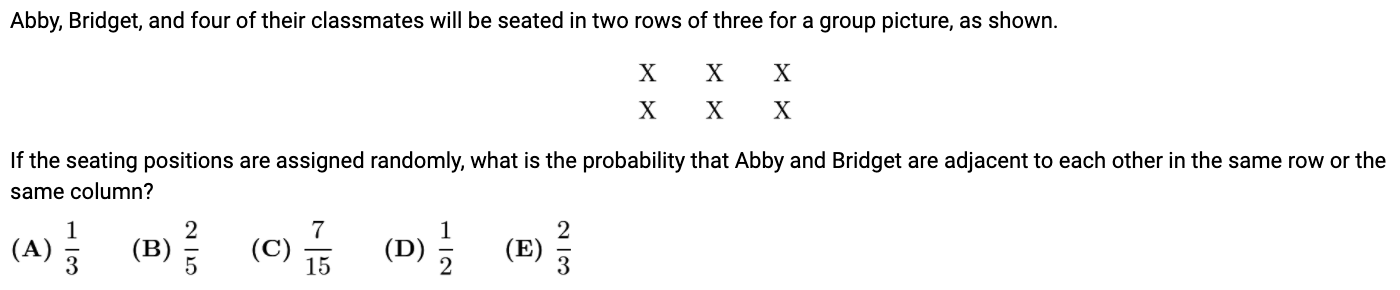 Abby, Bridget, and four of their classmates will be seated in two rows of three for a group picture, as shown.
X X X
X X X
If the seating positions are assigned randomly, what is the probability that Abby and Bridget are adjacent to each other in the same row or the
same column?
(A) 1/3 (B) 2/5 (C) 7/15 (D) 1/2 (E) 2/3